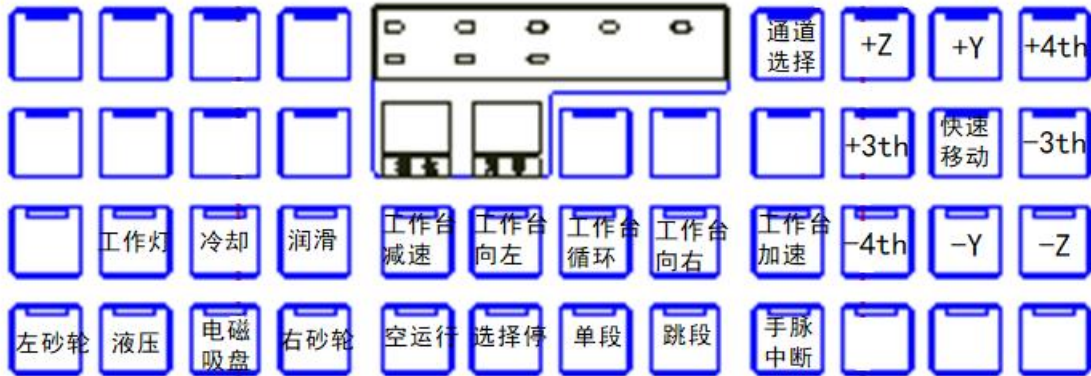 通道
选择
+Z
+Y
+4th
+3th
快速
移动
-3th
工作灯
冷却
润滑
工作台
减速
工作台
向左
工作台
循环
工作台
向右
工作台
加速
-4th
-Y
-Z
左砂轮
液压
电磁
吸盘
右砂轮
空运行
选择停
单段
跳段
手脉
中断